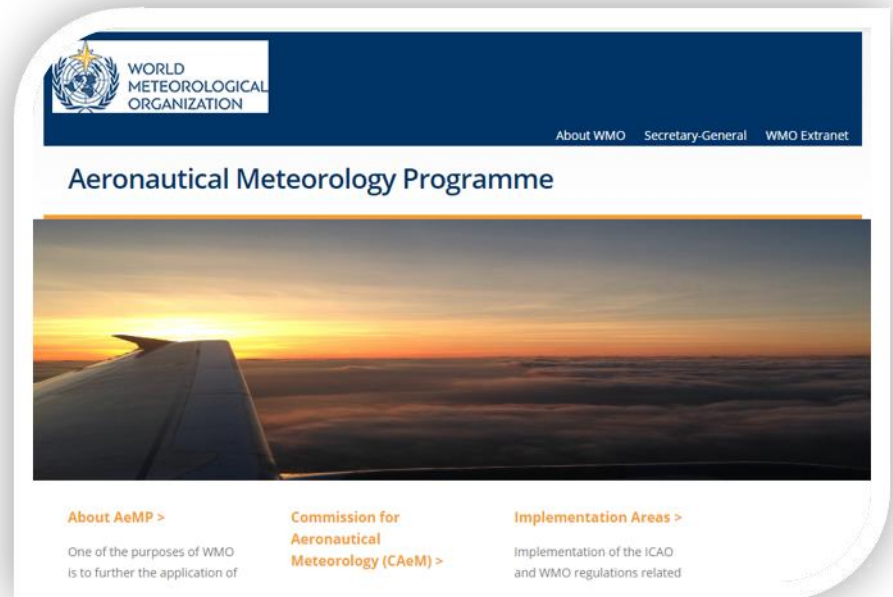 WORLD
METEOROLOGICAL
ORGANIZATION
About WMO Secretary-General WMO Extranet
Aeronautical Meteorology Programme
About AeMP >
One of the purposes of WMO
is to further the application of
Commission for
Aeronautical
Meteorology (CAeM) >
Implementation Areas >
Implementation of the ICAO
and WMO regulations related